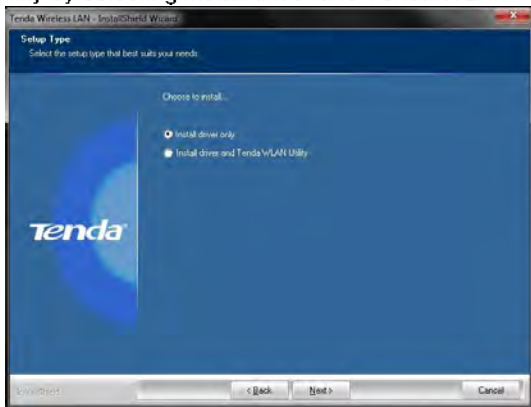 Tenda Wireless LAN - InstallShield Wizard
Setup Type
Select the setup type that best suits your needs.
Choose to install...
Install driver only
Install driver and Tenda WLAN Utility
Tenda
InstallShield
< Back
Next >
Cancel